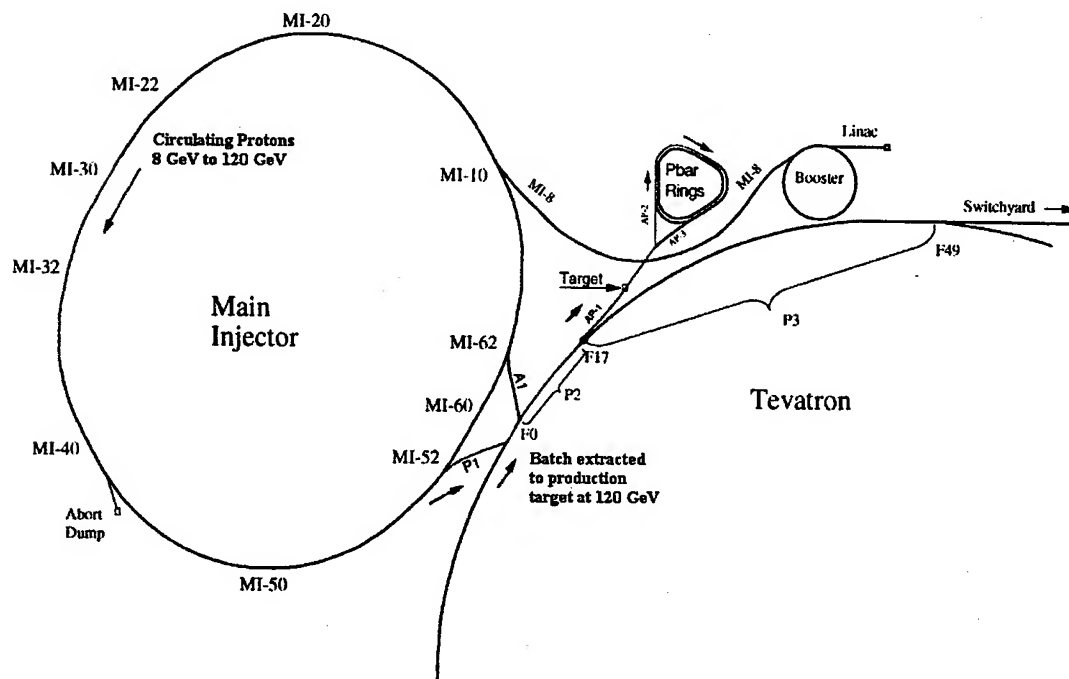 MI-20
MI-22
Circulating Protons
8 GeV to 120 GeV
MI-30
MI-10
MI-8
Pbar
Rings
AP-2
AP-3
MI-8
Linac
Booster
Switchyard
F49
MI-32
Main
Injector
Target
AP-1
P3
MI-62
F17
A1
P2
MI-60
Tevatron
F0
MI-40
MI-52
P1
Batch extracted
to production
target at 120 GeV
Abort
Dump
MI-50